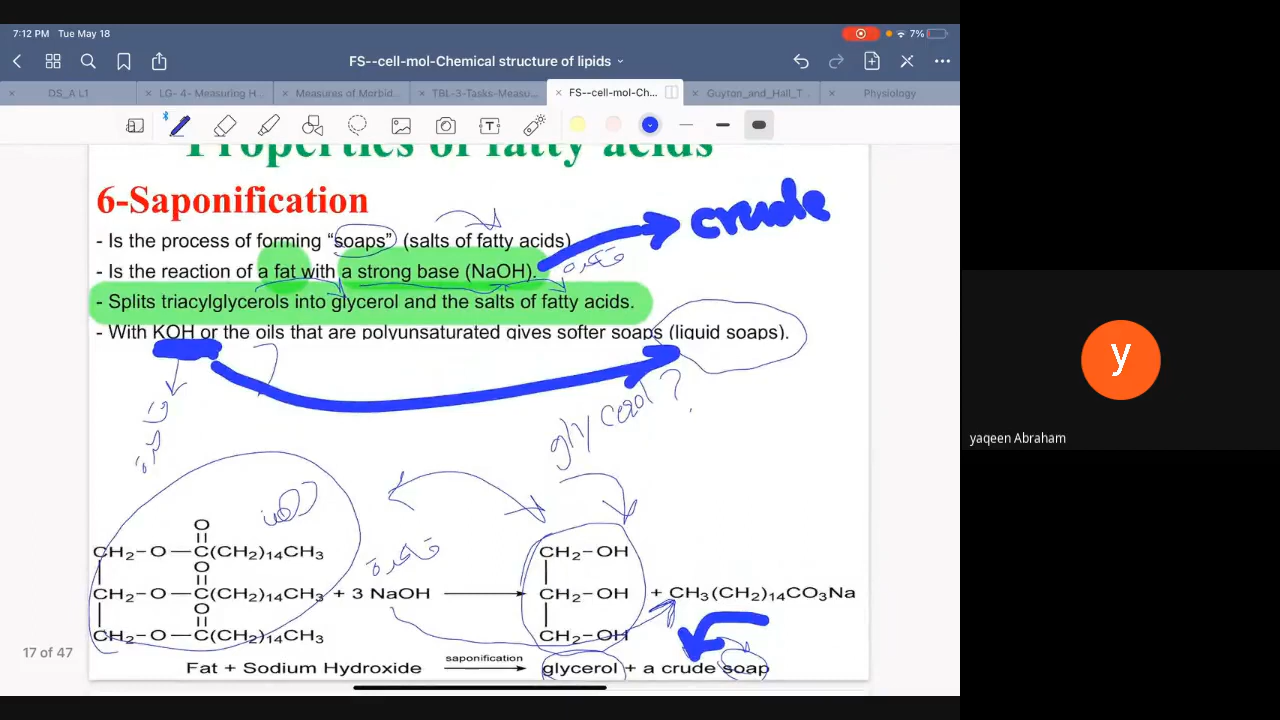 7:12 PM Tue May 18
7%
FS--cell-mol-Chemical structure of lipids
DS_A L1
LG- 4- Measuring H...
Measures of Morbid...
TBL-3-Tasks-Measu...
FS--cell-mol-Ch...
Guyton_and_Hall_T...
Physiology
Properties of fatty acids
6-Saponification
crude
- Is the process of forming “soaps” (salts of fatty acids)
- Is the reaction of a fat with a strong base (NaOH).
- Splits triacylglycerols into glycerol and the salts of fatty acids.
- With KOH or the oils that are polyunsaturated gives softer soaps (liquid soaps).
glycerol ?
O
CH2-O-C(CH2)14CH3 CH2-OH
O
CH2-O-C(CH2)14CH3 + 3 NaOH CH2-OH + CH3(CH2)14CO3Na
O
CH2-O-C(CH2)14CH3 CH2-OH
Fat + Sodium Hydroxide saponification glycerol + a crude soap
17 of 47
y
yaqeen Abraham